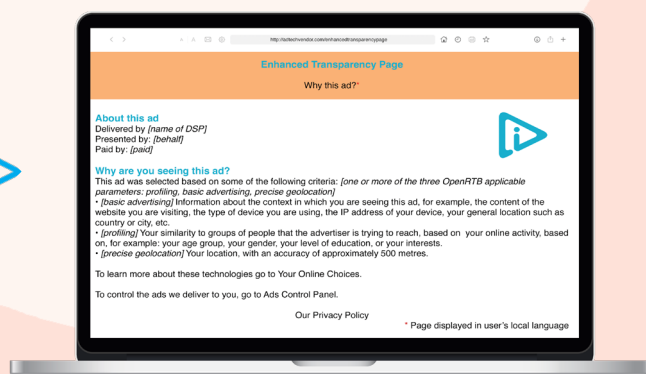 http://adtechvendor.com/enhancedtransparencypage
Enhanced Transparency Page
Why this ad?*
About this ad
Delivered by [name of DSP]
Presented by: [behalf]
Paid by: [paid]
Why are you seeing this ad?
This ad was selected based on some of the following criteria: [one or more of the three OpenRTB applicable
parameters: profiling, basic advertising, precise geolocation]
• [basic advertising] Information about the context in which you are seeing this ad, for example, the content of the
website you are visiting, the type of device you are using, the IP address of your device, your general location such as
country or city, etc.
• [profiling] Your similarity to groups of people that the advertiser is trying to reach, based on your online activity, based
on, for example: your age group, your gender, your level of education, or your interests.
• [precise geolocation] Your location, with an accuracy of approximately 500 metres.
To learn more about these technologies go to Your Online Choices.
To control the ads we deliver to you, go to Ads Control Panel.
Our Privacy Policy
* Page displayed in user's local language